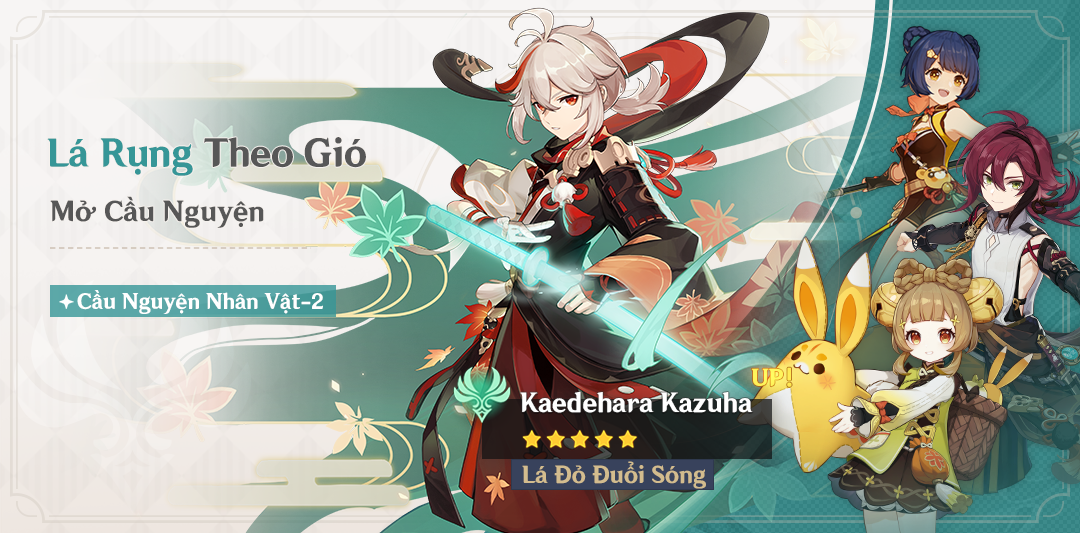 Lá Rụng Theo Gió
Mở Cầu Nguyện
Cầu Nguyện Nhân Vật-2
UP!
Kaedehara Kazuha
Lá Đỏ Đuổi Sóng